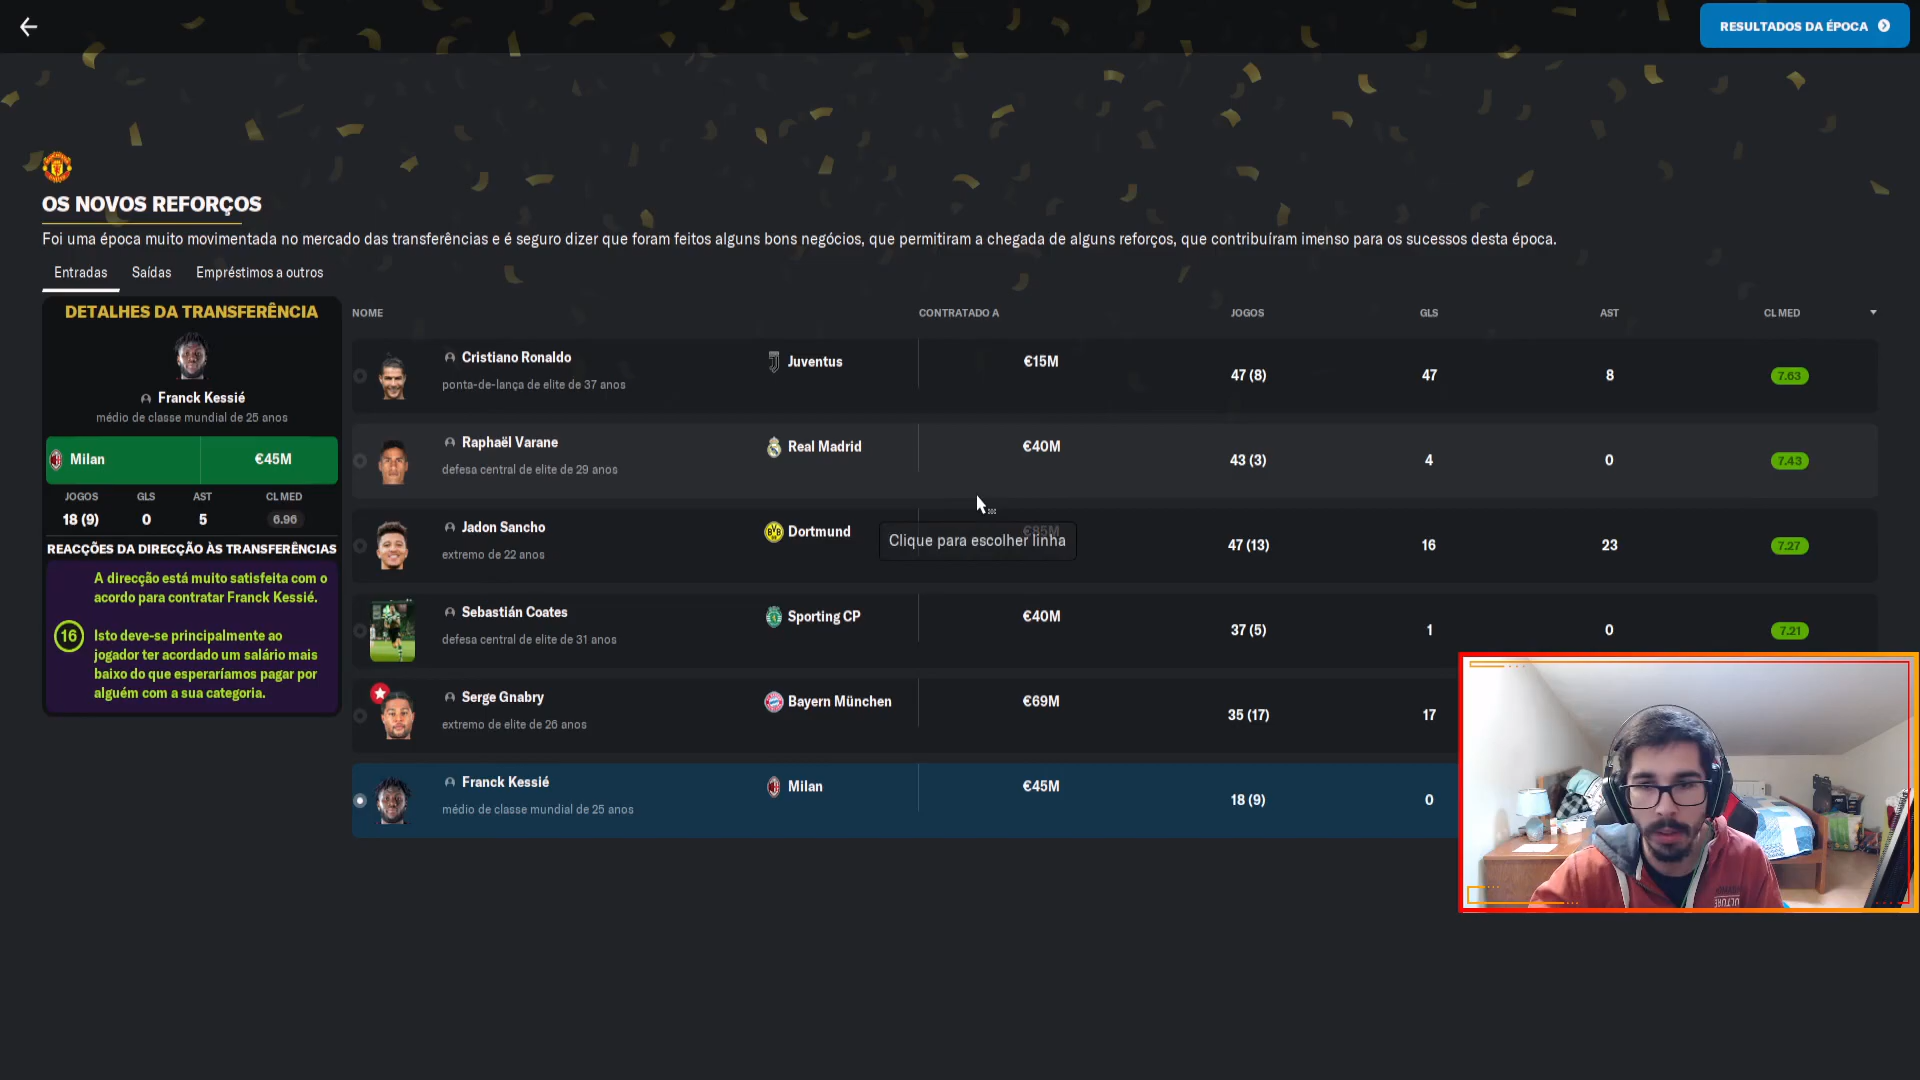 RESULTADOS DA ÉPOCA
OS NOVOS REFORÇOS
Foi uma época muito movimentada no mercado das transferências e é seguro dizer que foram feitos alguns bons negócios, que permitiram a chegada de alguns reforços, que contribuíram imenso para os sucessos desta época.
Entradas Saídas Empréstimos a outros
DETALHES DA TRANSFERÊNCIA
Franck Kessié
médio de classe mundial de 25 anos
Milan €45M
JOGOS GLS AST CL MED
18 (9) 0 5 6.96
REACÇÕES DA DIRECÇÃO ÀS TRANSFERÊNCIAS
A direcção está muito satisfeita com o
acordo para contratar Franck Kessié.
16
Isto deve-se principalmente ao
jogador ter acordado um salário mais
baixo do que esperaríamos pagar por
alguém com a sua categoria.
NOME CONTRATADO A JOGOS GLS AST CL MED
Cristiano Ronaldo Juventus €15M 47 (8) 47 8 7.63
ponta-de-lança de elite de 37 anos
Raphaël Varane Real Madrid €40M 43 (3) 4 0 7.43
defesa central de elite de 29 anos
Jadon Sancho Dortmund €85M 47 (13) 16 23 7.27
extremo de 22 anos
Clique para escolher linha
Sebastián Coates Sporting CP €40M 37 (5) 1 0 7.21
defesa central de elite de 31 anos
Serge Gnabry Bayern München €69M 35 (17) 17
extremo de elite de 26 anos
Franck Kessié Milan €45M 18 (9) 0
médio de classe mundial de 25 anos